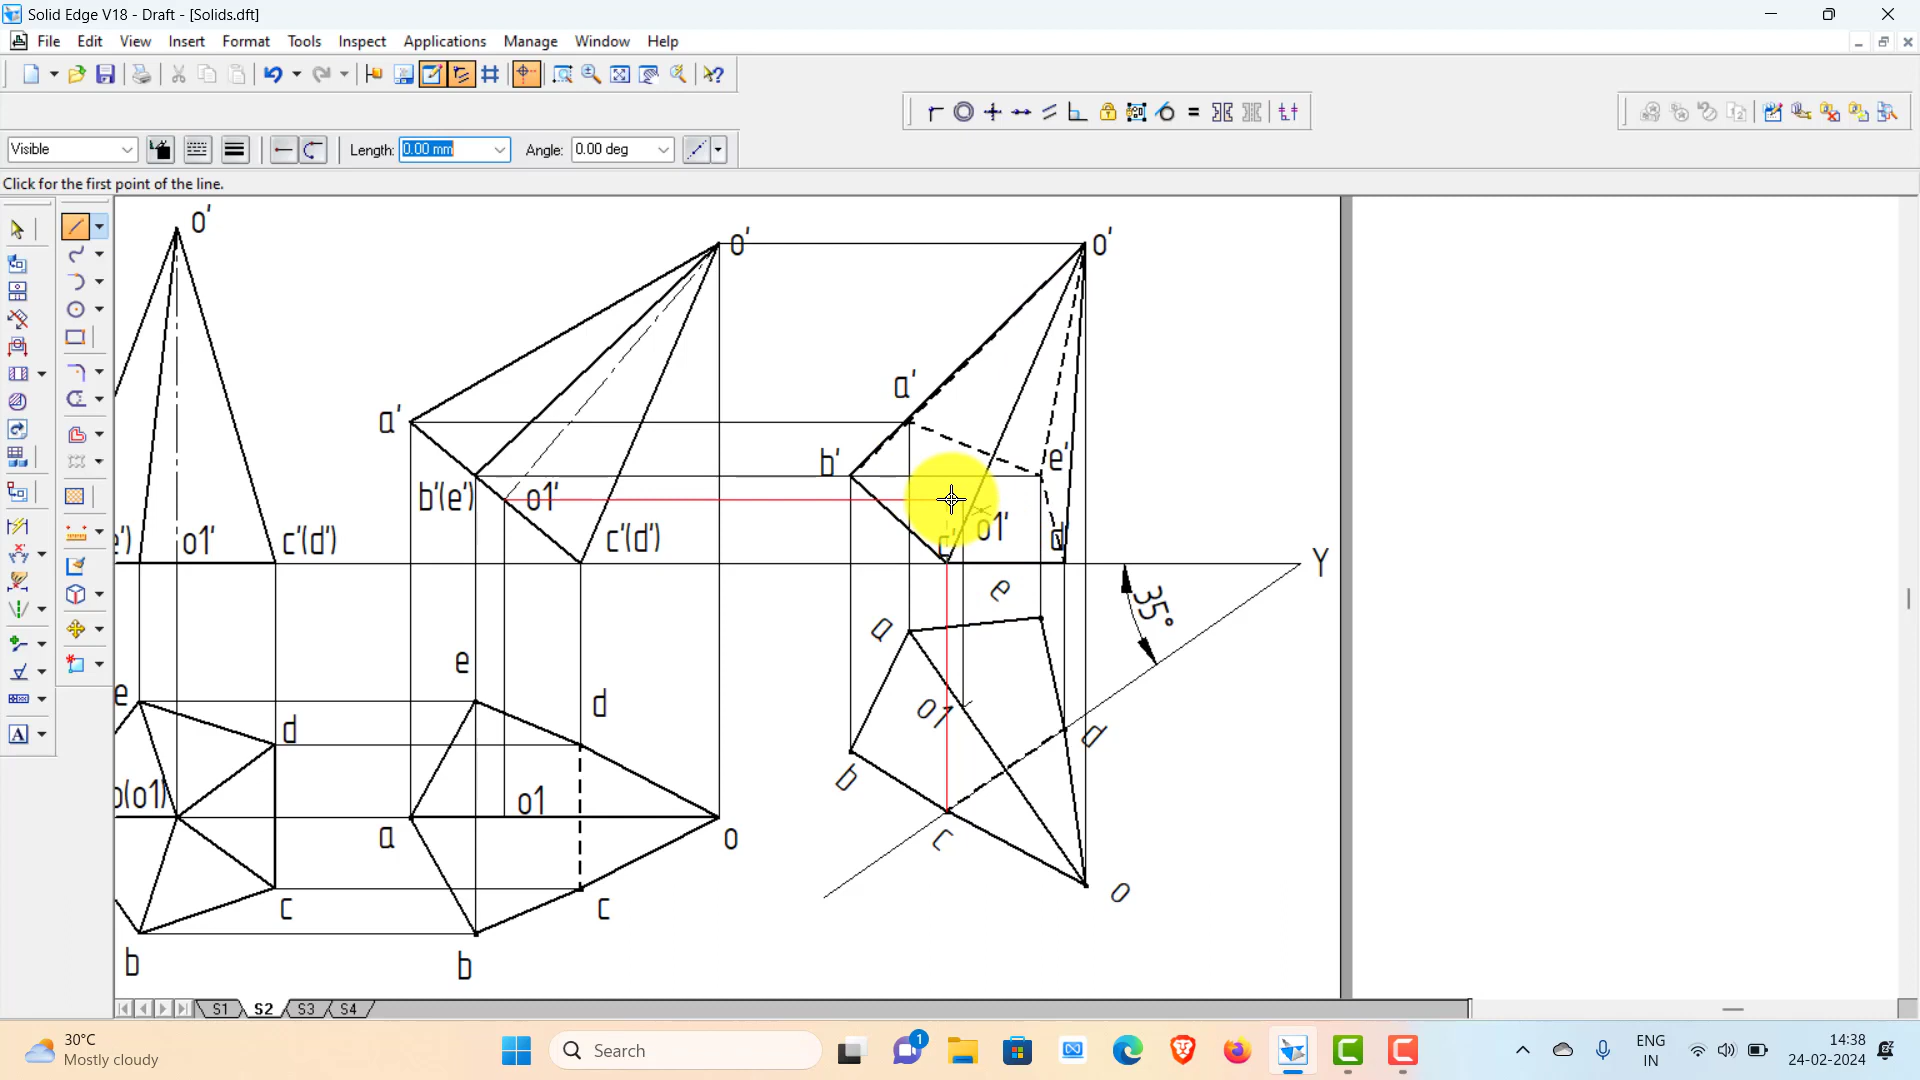 Solid Edge V18 - Draft - [Solids.dft]
File Edit View Insert Format Tools Inspect Applications Manage Window Help
Visible
Length: 0.00 mm
Angle: 0.00 deg
Click for the first point of the line.
o'
o'
o'
a'
a'
b'
e'
b'(e')
o1'
o1'
d
c'
')
o1'
c'(d')
c'(d')
Y
35°
e
a
e
e
d
d
o1
d
b
o(o1)
o1
a
o
c
o
c
c
b
b
S1 S2 S3 S4
30°C
Mostly cloudy
Search
1
ENG
IN
14:38
24-02-2024